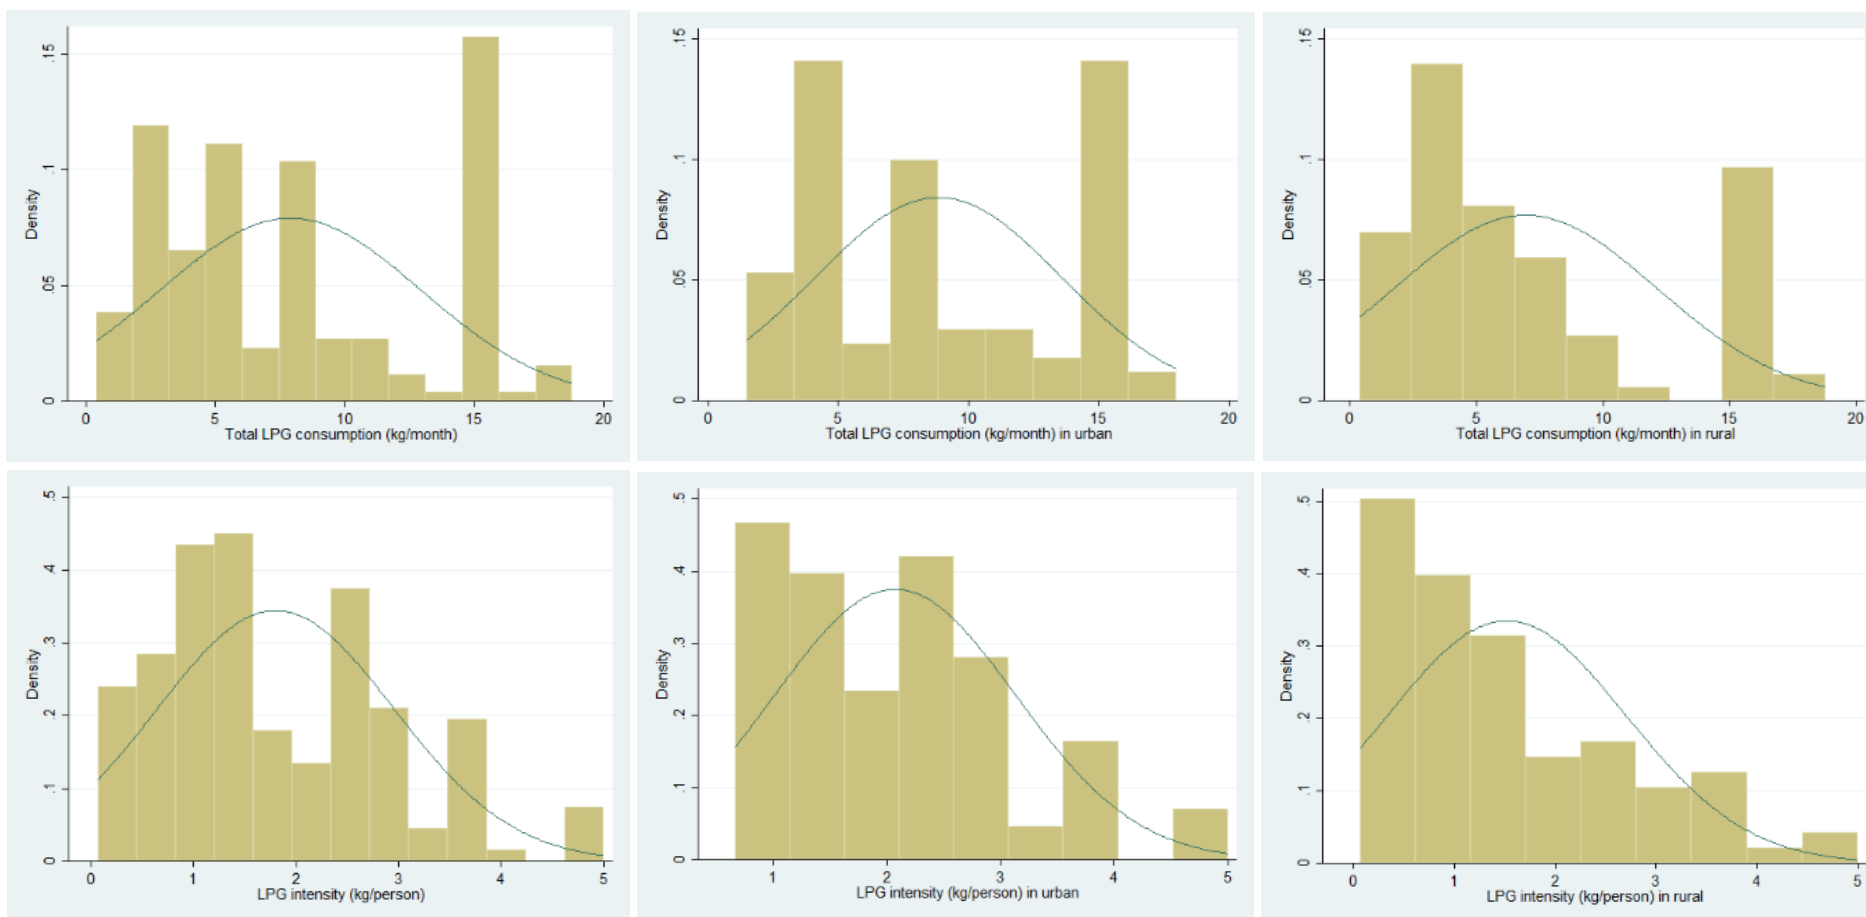 Density
.15
.1
.05
0
0 5 10 15 20
Total LPG consumption (kg/month)
Density
.15
.1
.05
0
0 5 10 15 20
Total LPG consumption (kg/month) in urban
Density
.15
.1
.05
0
0 5 10 15 20
Total LPG consumption (kg/month) in rural
Density
.5
.4
.3
.2
.1
0
0 1 2 3 4 5
LPG intensity (kg/person)
Density
.5
.4
.3
.2
.1
0
1 2 3 4 5
LPG intensity (kg/person) in urban
Density
.5
.4
.3
.2
.1
0
0 1 2 3 4 5
LPG intensity (kg/person) in rural